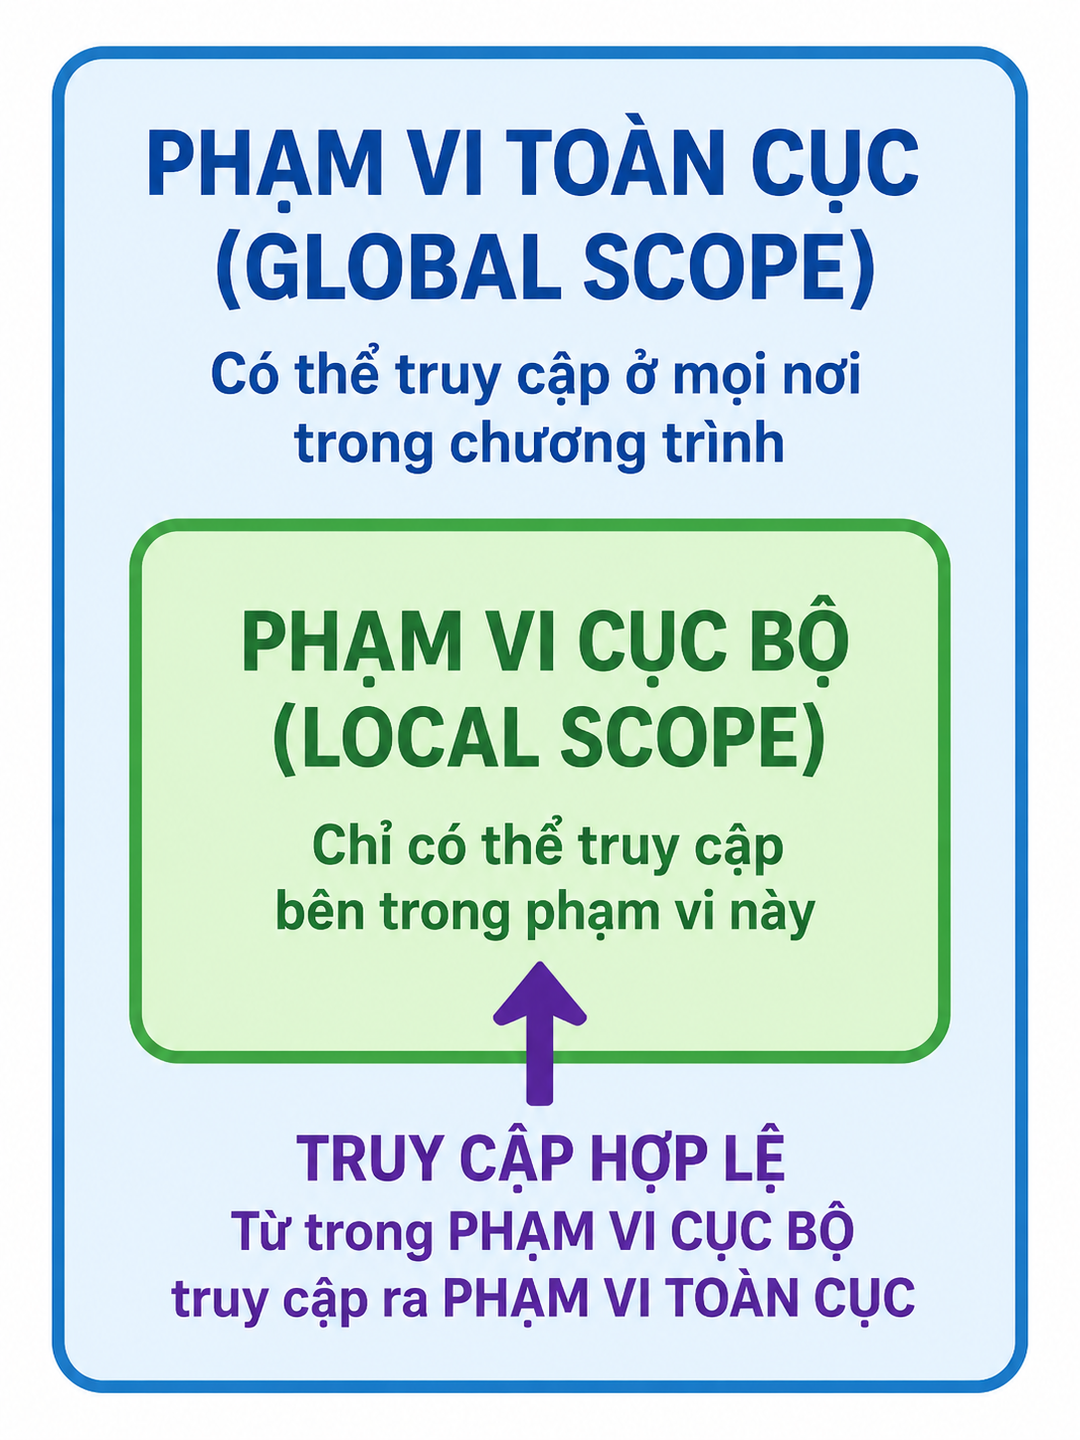 PHẠM VI TOÀN CỤC
(GLOBAL SCOPE)
Có thể truy cập ở mọi nơi
trong chương trình
PHẠM VI CỤC BỘ
(LOCAL SCOPE)
Chỉ có thể truy cập
bên trong phạm vi này
TRUY CẬP HỢP LỆ
Từ trong PHẠM VI CỤC BỘ
truy cập ra PHẠM VI TOÀN CỤC